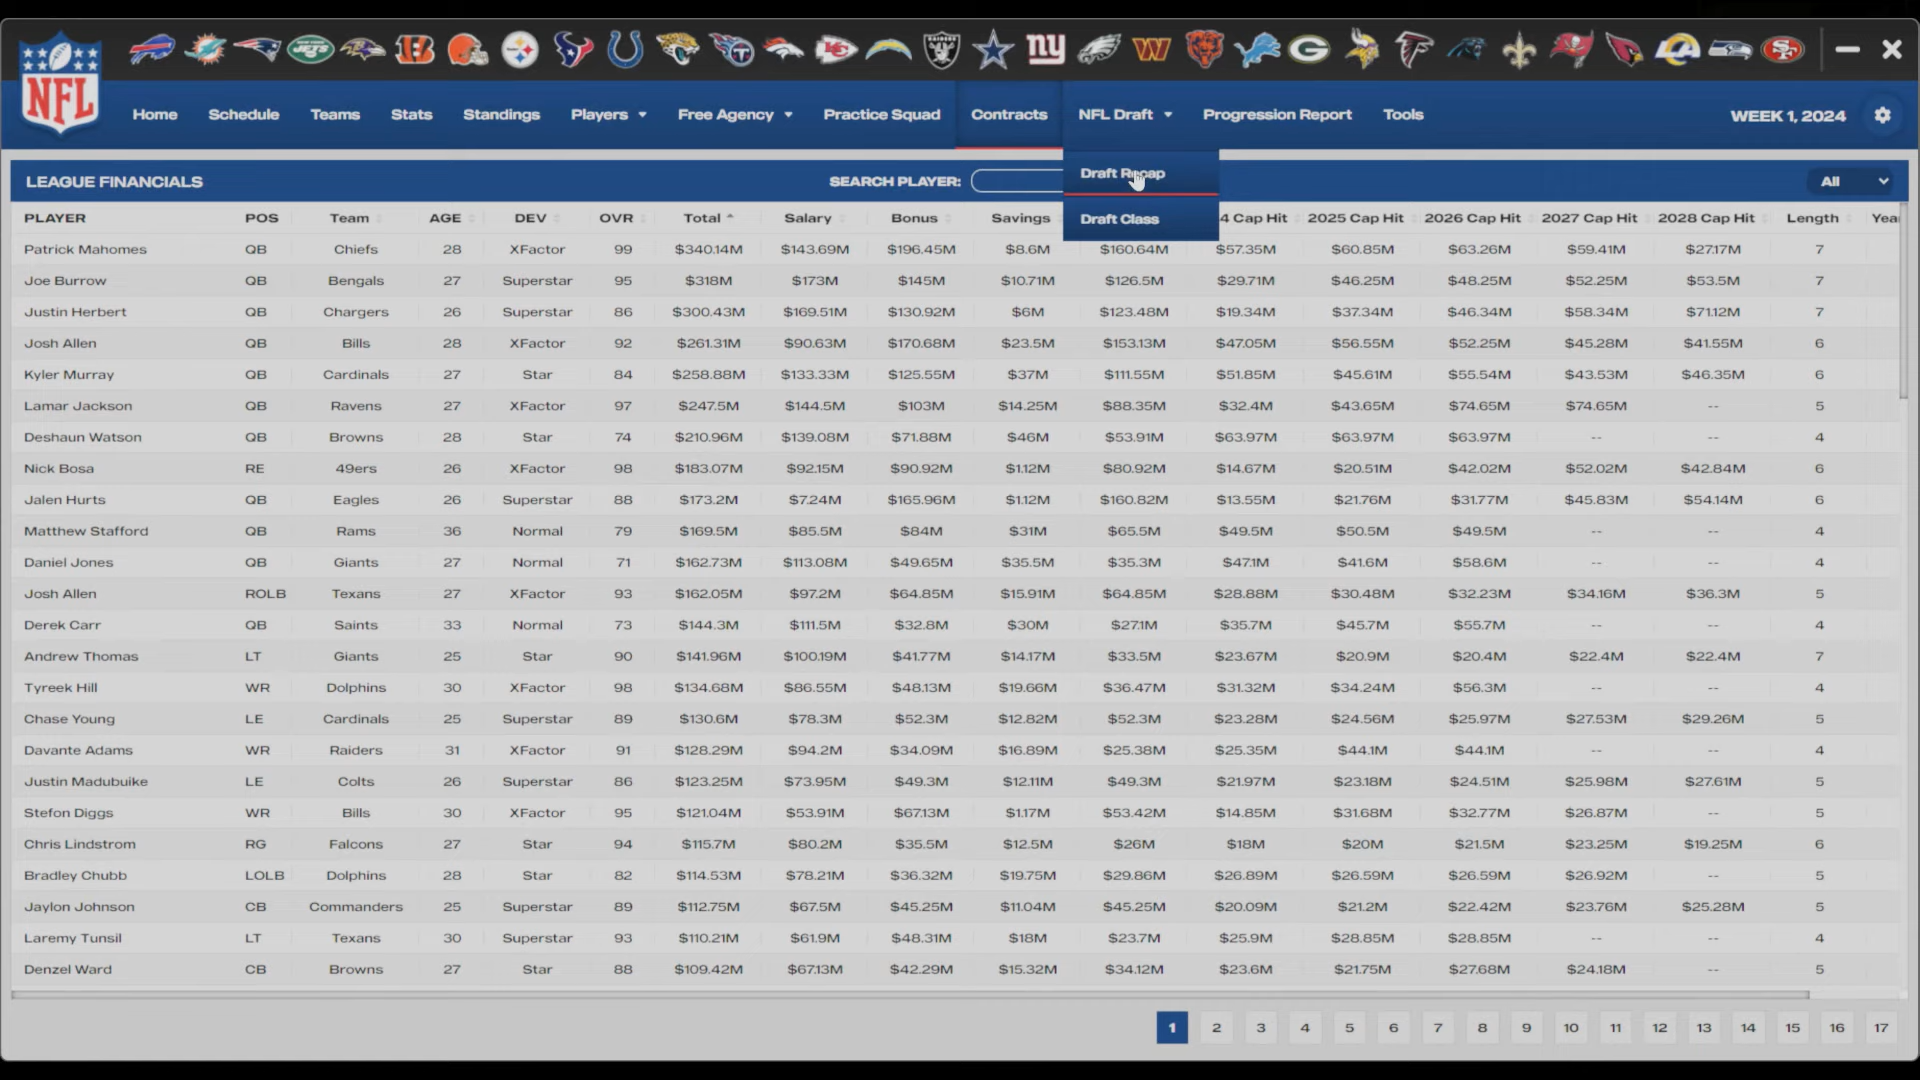 NFL
Home Schedule Teams Stats Standings Players Free Agency Practice Squad Contracts NFL Draft Progression Report Tools WEEK 1, 2024
LEAGUE FINANCIALS SEARCH PLAYER: Draft Recap All
PLAYER POS Team AGE DEV OVR Total Salary Bonus Savings Draft Class 4 Cap Hit 2025 Cap Hit 2026 Cap Hit 2027 Cap Hit 2028 Cap Hit Length Yea
Patrick Mahomes QB Chiefs 28 XFactor 99 $340.14M $143.69M $196.45M $8.6M $160.64M $57.35M $60.85M $63.26M $59.41M $27.17M 7
Joe Burrow QB Bengals 27 Superstar 95 $318M $173M $145M $10.71M $126.5M $29.71M $46.25M $48.25M $52.25M $53.5M 7
Justin Herbert QB Chargers 26 Superstar 86 $300.43M $169.51M $130.92M $6M $123.48M $19.34M $37.34M $46.34M $58.34M $71.12M 7
Josh Allen QB Bills 28 XFactor 92 $261.31M $90.63M $170.68M $23.5M $153.13M $47.05M $56.55M $52.25M $45.28M $41.55M 6
Kyler Murray QB Cardinals 27 Star 84 $258.88M $133.33M $125.55M $37M $111.55M $51.85M $45.61M $55.54M $43.53M $46.35M 6
Lamar Jackson QB Ravens 27 XFactor 97 $247.5M $144.5M $103M $14.25M $88.35M $32.4M $43.65M $74.65M $74.65M -- 5
Deshaun Watson QB Browns 28 Star 74 $210.96M $139.08M $71.88M $46M $53.91M $63.97M $63.97M $63.97M -- -- 4
Nick Bosa RE 49ers 26 XFactor 98 $183.07M $92.15M $90.92M $1.12M $80.92M $14.67M $20.51M $42.02M $52.02M $42.84M 6
Jalen Hurts QB Eagles 26 Superstar 88 $173.2M $7.24M $165.96M $1.12M $160.82M $13.55M $21.76M $31.77M $45.83M $54.14M 6
Matthew Stafford QB Rams 36 Normal 79 $169.5M $85.5M $84M $31M $65.5M $49.5M $50.5M $49.5M -- -- 4
Daniel Jones QB Giants 27 Normal 71 $162.73M $113.08M $49.65M $35.5M $35.3M $47.1M $41.6M $58.6M -- -- 4
Josh Allen ROLB Texans 27 XFactor 93 $162.05M $97.2M $64.85M $15.91M $64.85M $28.88M $30.48M $32.23M $34.16M $36.3M 5
Derek Carr QB Saints 33 Normal 73 $144.3M $111.5M $32.8M $30M $27.1M $35.7M $45.7M $55.7M -- -- 4
Andrew Thomas LT Giants 25 Star 90 $141.96M $100.19M $41.77M $14.17M $33.5M $23.67M $20.9M $20.4M $22.4M $22.4M 7
Tyreek Hill WR Dolphins 30 XFactor 98 $134.68M $86.55M $48.13M $19.66M $36.47M $31.32M $34.24M $56.3M -- -- 4
Chase Young LE Cardinals 25 Superstar 89 $130.6M $78.3M $52.3M $12.82M $52.3M $23.28M $24.56M $25.97M $27.53M $29.26M 5
Davante Adams WR Raiders 31 XFactor 91 $128.29M $94.2M $34.09M $16.89M $25.38M $25.35M $44.1M $44.1M -- -- 4
Justin Madubuike LE Colts 26 Superstar 86 $123.25M $73.95M $49.3M $12.11M $49.3M $21.97M $23.18M $24.51M $25.98M $27.61M 5
Stefon Diggs WR Bills 30 XFactor 95 $121.04M $53.91M $67.13M $1.17M $53.42M $14.85M $31.68M $32.77M $26.87M -- 5
Chris Lindstrom RG Falcons 27 Star 94 $115.7M $80.2M $35.5M $12.5M $26M $18M $20M $21.5M $23.25M $19.25M 6
Bradley Chubb LOLB Dolphins 28 Star 82 $114.53M $78.21M $36.32M $19.75M $29.86M $26.89M $26.59M $26.59M $26.92M -- 5
Jaylon Johnson CB Commanders 25 Superstar 89 $112.75M $67.5M $45.25M $11.04M $45.25M $20.09M $21.2M $22.42M $23.76M $25.28M 5
Laremy Tunsil LT Texans 30 Superstar 93 $110.21M $61.9M $48.31M $18M $23.7M $25.9M $28.85M $28.85M -- -- 4
Denzel Ward CB Browns 27 Star 88 $109.42M $67.13M $42.29M $15.32M $34.12M $23.6M $21.75M $27.68M $24.18M -- 5
1 2 3 4 5 6 7 8 9 10 11 12 13 14 15 16 17